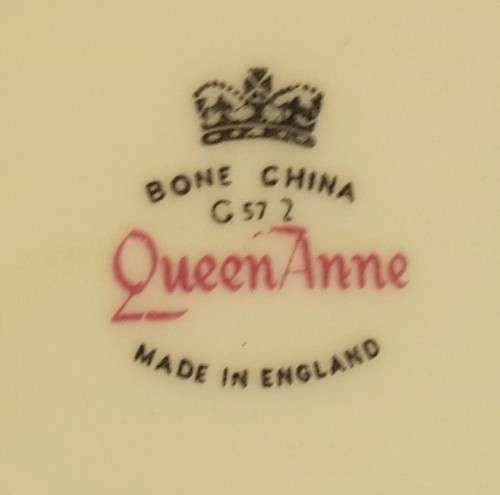 BONE CHINA
G 57 2
Queen Anne
MADE IN ENGLAND